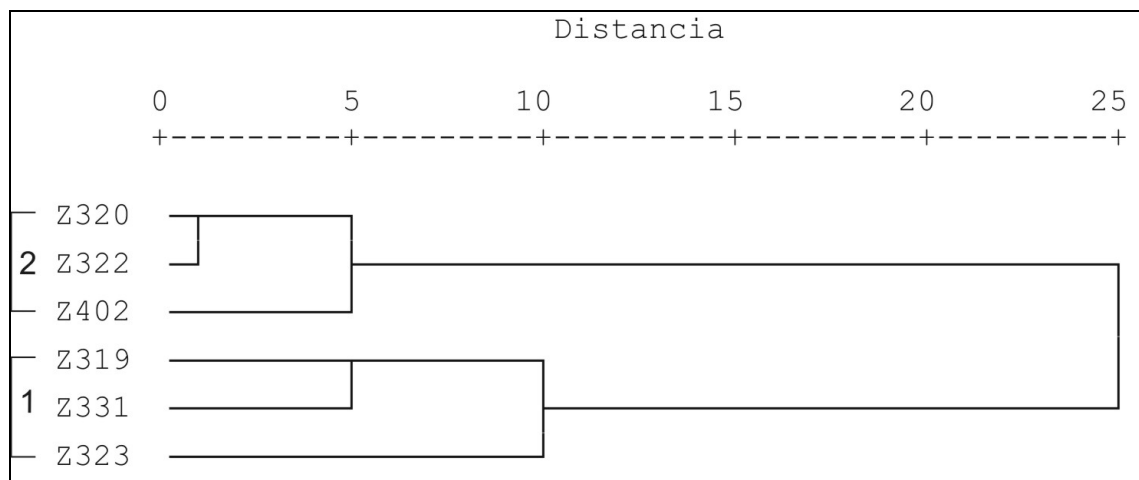 Distancia
0 5 10 15 20 25
+---------+---------+---------+---------+---------+
Z320
2 Z322
Z402
Z319
1 Z331
Z323